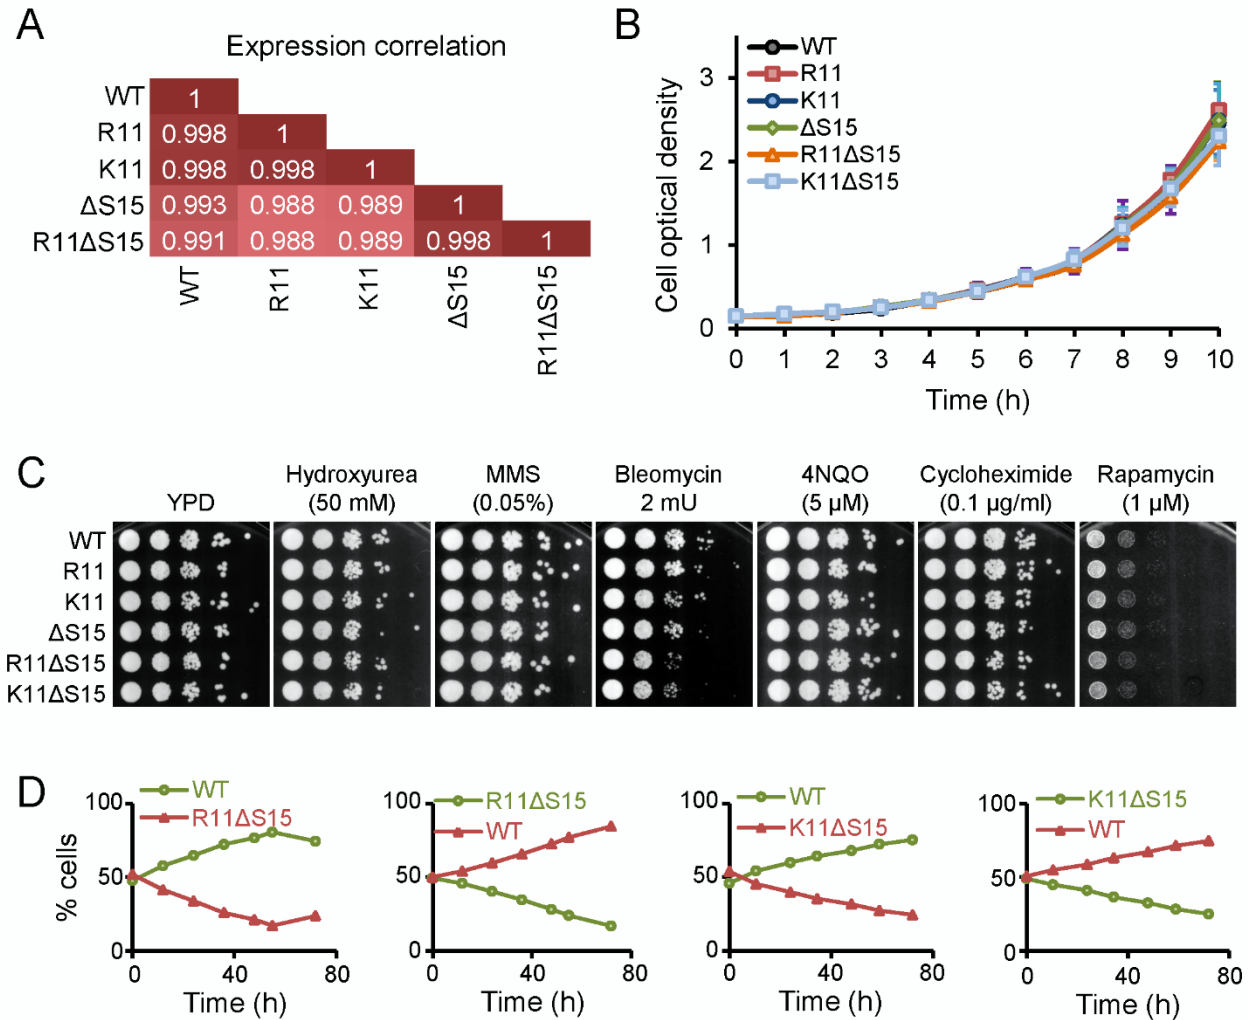 A
Expression correlation
WT 1
R11 0.998 1
K11 0.998 0.998 1
ΔS15 0.993 0.988 0.989 1
R11ΔS15 0.991 0.988 0.989 0.998 1
WT R11 K11 ΔS15 R11ΔS15
B
WT
R11
K11
ΔS15
R11ΔS15
K11ΔS15
Cell optical density
3
2
1
0
0 1 2 3 4 5 6 7 8 9 10
Time (h)
C
YPD
Hydroxyurea
(50 mM)
MMS
(0.05%)
Bleomycin
2 mU
4NQO
(5 µM)
Cycloheximide
(0.1 µg/ml)
Rapamycin
(1 µM)
WT
R11
K11
ΔS15
R11ΔS15
K11ΔS15
D
% cells
100
50
0
WT
R11ΔS15
0 40 80
Time (h)
100
50
0
R11ΔS15
WT
0 40 80
Time (h)
100
50
0
WT
K11ΔS15
0 40 80
Time (h)
100
50
0
K11ΔS15
WT
0 40 80
Time (h)